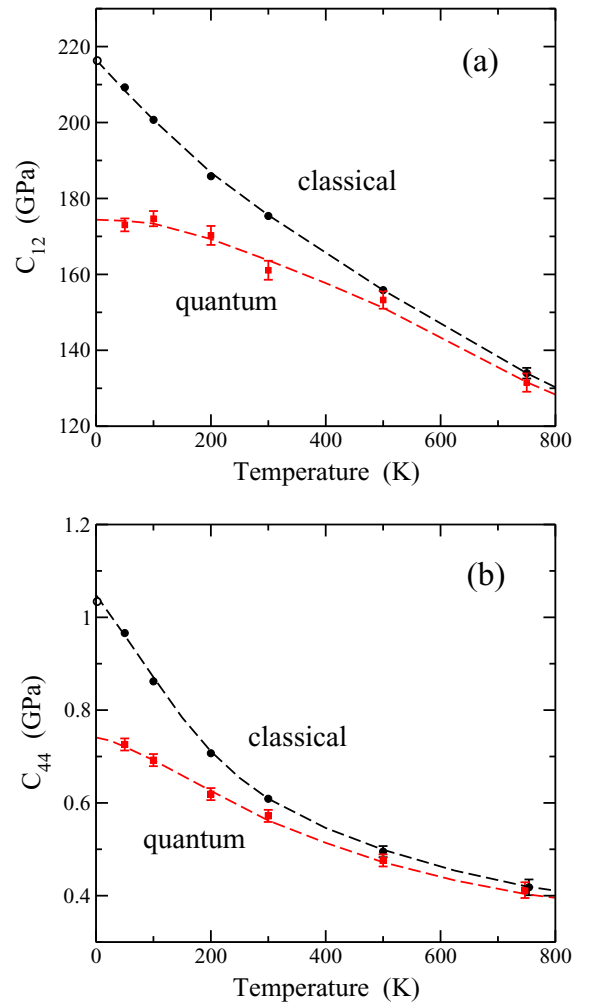 220
(a)
200
classical
C12 (GPa)
180
160
quantum
140
120
0
200
400
600
800
Temperature (K)
1.2
(b)
1
C44 (GPa)
0.8
classical
0.6
quantum
0.4
0
200
400
600
800
Temperature (K)